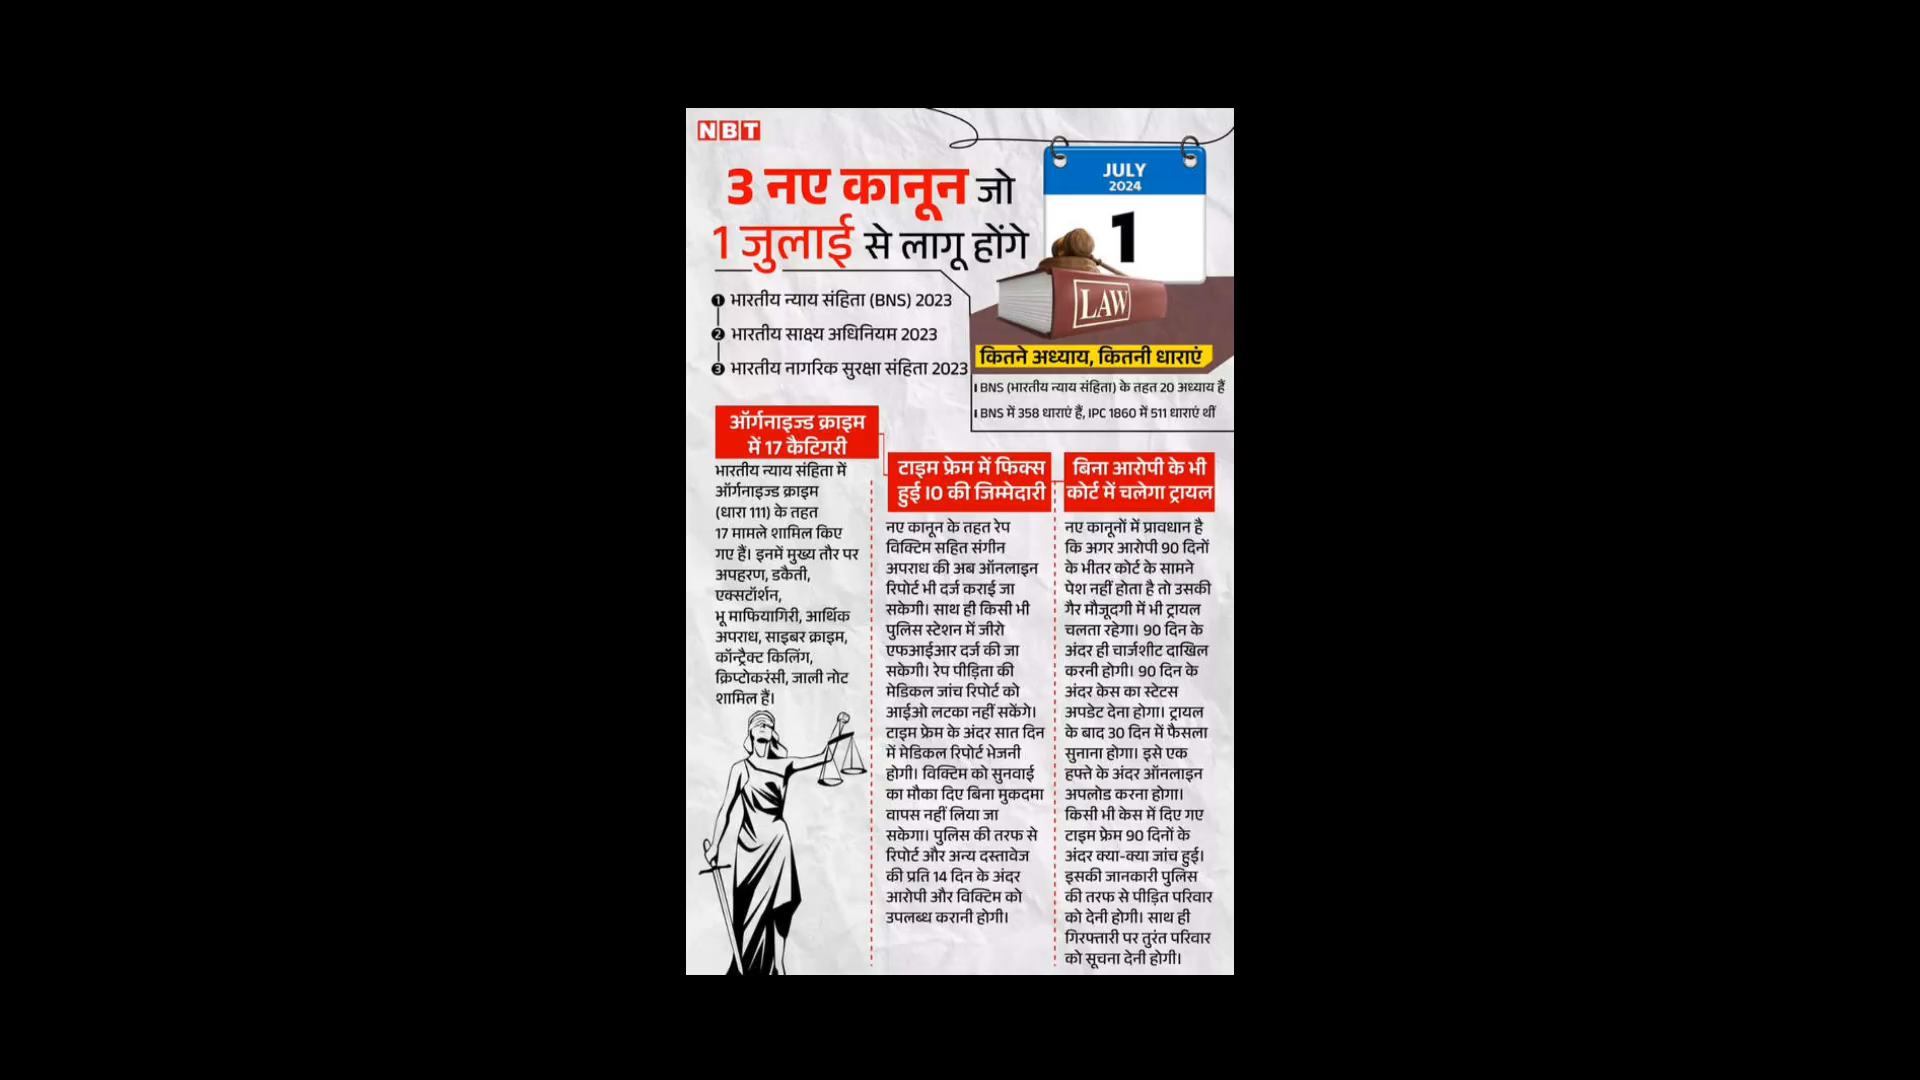 NBT
3 नए कानून जो
1 जुलाई से लागू होंगे
JULY
2024
1
LAW
1 भारतीय न्याय संहिता (BNS) 2023
2 भारतीय साक्ष्य अधिनियम 2023
3 भारतीय नागरिक सुरक्षा संहिता 2023
कितने अध्याय, कितनी धाराएं
BNS (भारतीय न्याय संहिता) के तहत 20 अध्याय हैं
BNS में 358 धाराएं हैं, IPC 1860 में 511 धाराएं थीं
ऑर्गनाइज्ड क्राइम
में 17 कैटिगरी
भारतीय न्याय संहिता में
ऑर्गनाइज्ड क्राइम
(धारा 111) के तहत
17 मामले शामिल किए
गए हैं। इनमें मुख्य तौर पर
अपहरण, डकैती,
एक्सटॉर्शन,
भू माफियागिरी, आर्थिक
अपराध, साइबर क्राइम,
कॉन्ट्रैक्ट किलिंग,
क्रिप्टोकरंसी, जाली नोट
शामिल हैं।
टाइम फ्रेम में फिक्स
हुई IO की जिम्मेदारी
नए कानून के तहत रेप
विक्टिम सहित संगीन
अपराध की अब ऑनलाइन
रिपोर्ट भी दर्ज कराई जा
सकेगी। साथ ही किसी भी
पुलिस स्टेशन में जीरो
एफआईआर दर्ज की जा
सकेगी। रेप पीड़िता की
मेडिकल जांच रिपोर्ट को
आईओ लटका नहीं सकेंगे।
टाइम फ्रेम के अंदर सात दिन
में मेडिकल रिपोर्ट भेजनी
होगी। विक्टिम को सुनवाई
का मौका दिए बिना मुकदमा
वापस नहीं लिया जा
सकेगा। पुलिस की तरफ से
रिपोर्ट और अन्य दस्तावेज
की प्रति 14 दिन के अंदर
आरोपी और विक्टिम को
उपलब्ध करानी होगी।
बिना आरोपी के भी
कोर्ट में चलेगा ट्रायल
नए कानूनों में प्रावधान है
कि अगर आरोपी 90 दिनों
के भीतर कोर्ट के सामने
पेश नहीं होता है तो उसकी
गैर मौजूदगी में भी ट्रायल
चलता रहेगा। 90 दिन के
अंदर ही चार्जशीट दाखिल
करनी होगी। 90 दिन के
अंदर केस का स्टेटस
अपडेट देना होगा। ट्रायल
के बाद 30 दिन में फैसला
सुनाना होगा। इसे एक
हफ्ते के अंदर ऑनलाइन
अपलोड करना होगा।
किसी भी केस में दिए गए
टाइम फ्रेम 90 दिनों के
अंदर क्या-क्या जांच हुई।
इसकी जानकारी पुलिस
की तरफ से पीड़ित परिवार
को देनी होगी। साथ ही
गिरफ्तारी पर तुरंत परिवार
को सूचना देनी होगी।